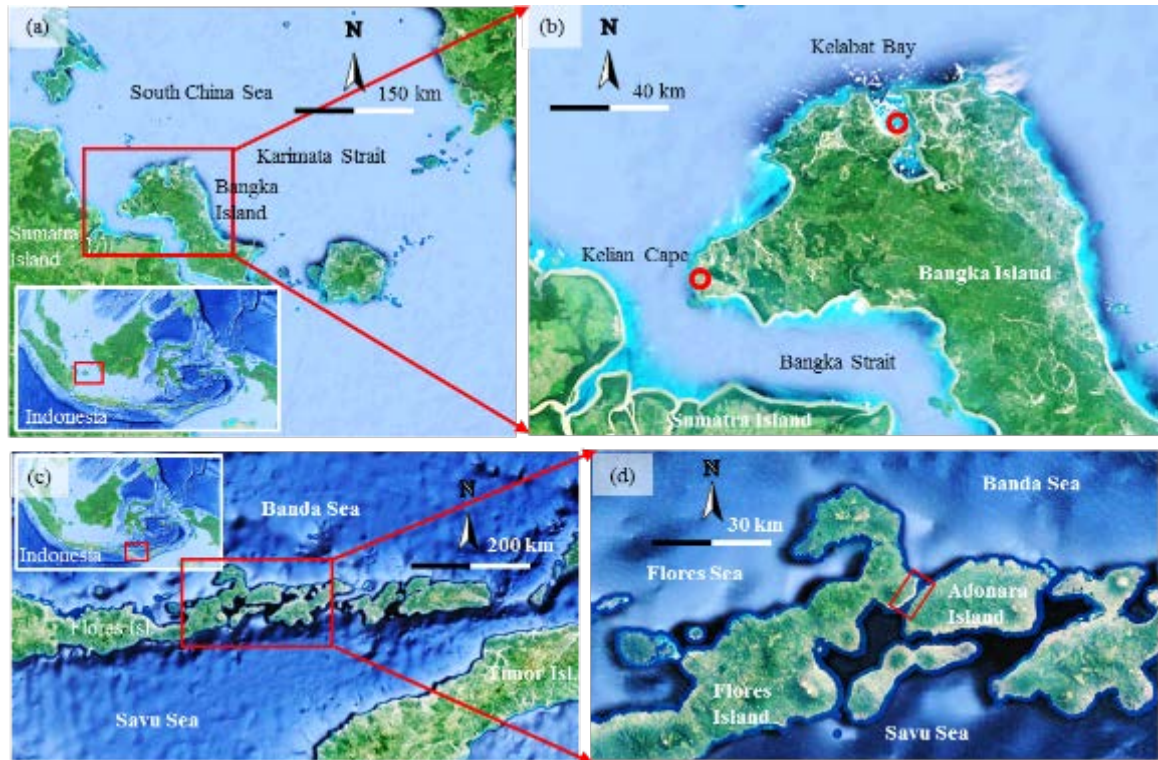 (a)
N
South China Sea
150 km
Karimata Strait
Bangka
Island
Sumatra
Island
Indonesia
(b)
Kelabat Bay
N
40 km
Kelian Cape
Bangka Island
Bangka Strait
Sumatra Island
(c)
Indonesia
Banda Sea
N
200 km
Flores Isl.
Timor Isl.
Savu Sea
(d)
N
Banda Sea
30 km
Flores Sea
Adonara
Island
Flores
Island
Savu Sea